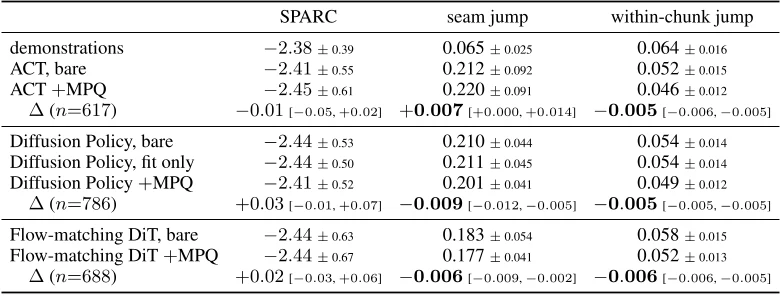 SPARC seam jump within-chunk jump
demonstrations −2.38 ± 0.39 0.065 ± 0.025 0.064 ± 0.016
ACT, bare −2.41 ± 0.55 0.212 ± 0.092 0.052 ± 0.015
ACT +MPQ −2.45 ± 0.61 0.220 ± 0.091 0.046 ± 0.012
Δ (n=617) −0.01 [−0.05, +0.02] +0.007 [+0.000, +0.014] −0.005 [−0.006, −0.005]
Diffusion Policy, bare −2.44 ± 0.53 0.210 ± 0.044 0.054 ± 0.014
Diffusion Policy, fit only −2.44 ± 0.50 0.211 ± 0.045 0.054 ± 0.014
Diffusion Policy +MPQ −2.41 ± 0.52 0.201 ± 0.041 0.049 ± 0.012
Δ (n=786) +0.03 [−0.01, +0.07] −0.009 [−0.012, −0.005] −0.005 [−0.005, −0.005]
Flow-matching DiT, bare −2.44 ± 0.63 0.183 ± 0.054 0.058 ± 0.015
Flow-matching DiT +MPQ −2.44 ± 0.67 0.177 ± 0.041 0.052 ± 0.013
Δ (n=688) +0.02 [−0.03, +0.06] −0.006 [−0.009, −0.002] −0.006 [−0.006, −0.005]